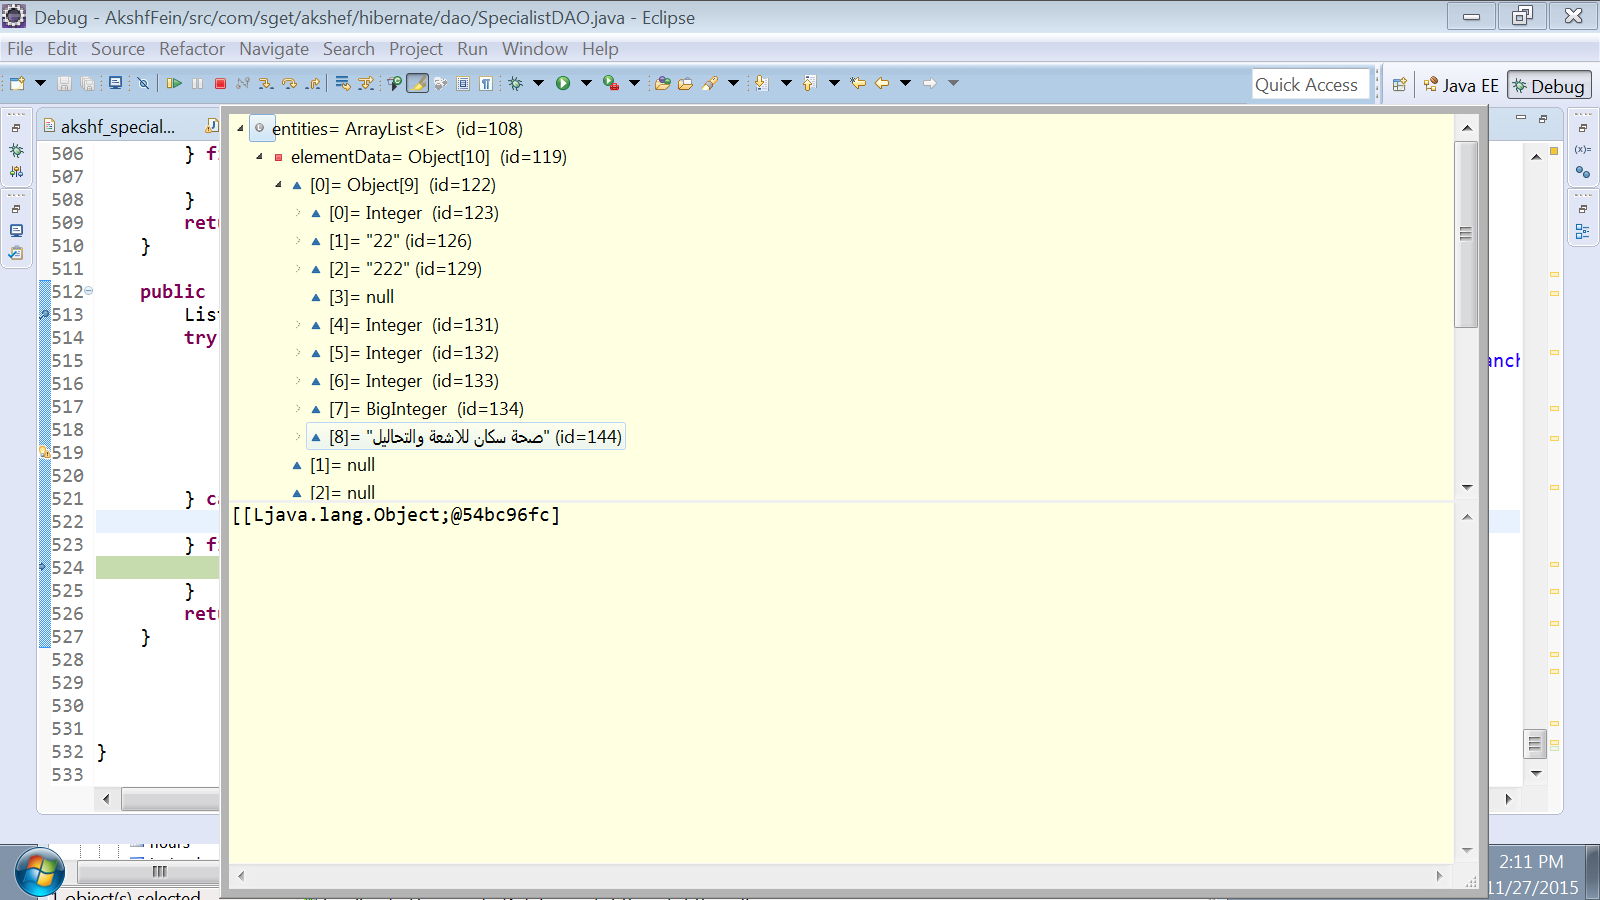 Debug - AkshfFein/src/com/sget/akshef/hibernate/dao/SpecialistDAO.java - Eclipse
File Edit Source Refactor Navigate Search Project Run Window Help
Quick Access
Java EE
Debug
akshf_special...
entities= ArrayList<E> (id=108)
elementData= Object[10] (id=119)
[0]= Object[9] (id=122)
[0]= Integer (id=123)
[1]= "22" (id=126)
[2]= "222" (id=129)
[3]= null
[4]= Integer (id=131)
[5]= Integer (id=132)
[6]= Integer (id=133)
[7]= BigInteger (id=134)
[8]= "صحة سكان للاشعة والتحاليل" (id=144)
[1]= null
[2]= null
[[Ljava.lang.Object;@54bc96fc]
506 } f
507
508 }
509 ret
510 }
511
512 public
513 Lis
514 try
515
516
517
518
519
520
521 } c
522
523 } f
524
525 }
526 ret
527 }
528
529
530
531
532 }
533
anch
hours
1 object(s) selected
2:11 PM
11/27/2015